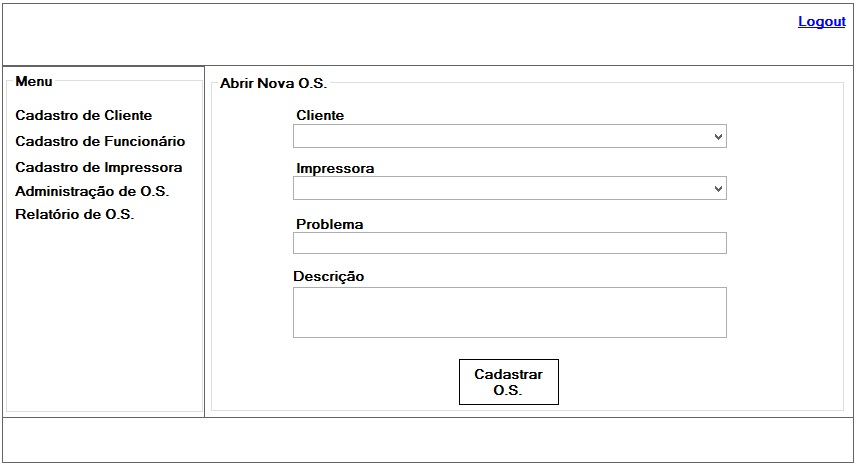 Logout
Menu
Cadastro de Cliente
Cadastro de Funcionário
Cadastro de Impressora
Administração de O.S.
Relatório de O.S.
Abrir Nova O.S.
Cliente
Impressora
Problema
Descrição
Cadastrar
O.S.